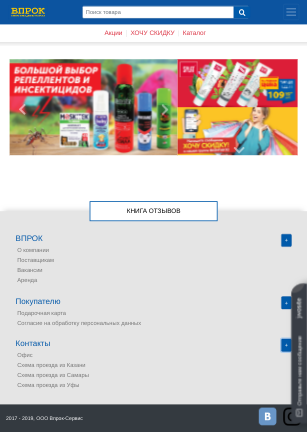 ВПРОК
Поиск товара
Акции
ХОЧУ СКИДКУ
Каталог
БОЛЬШОЙ ВЫБОР
РЕПЕЛЛЕНТОВ И
ИНСЕКТИЦИДОВ
SPLAT
109
ХОЧУ СКИДКУ!
КНИГА ОТЗЫВОВ
ВПРОК
+
О компании
Поставщикам
Вакансии
Аренда
Покупателю
+
Подарочная карта
Согласие на обработку персональных данных
Контакты
+
Офис
Схема проезда из Казани
Схема проезда из Самары
Схема проезда из Уфы
Отправьте нам сообщение
2017 - 2019, ООО Впрок-Сервис